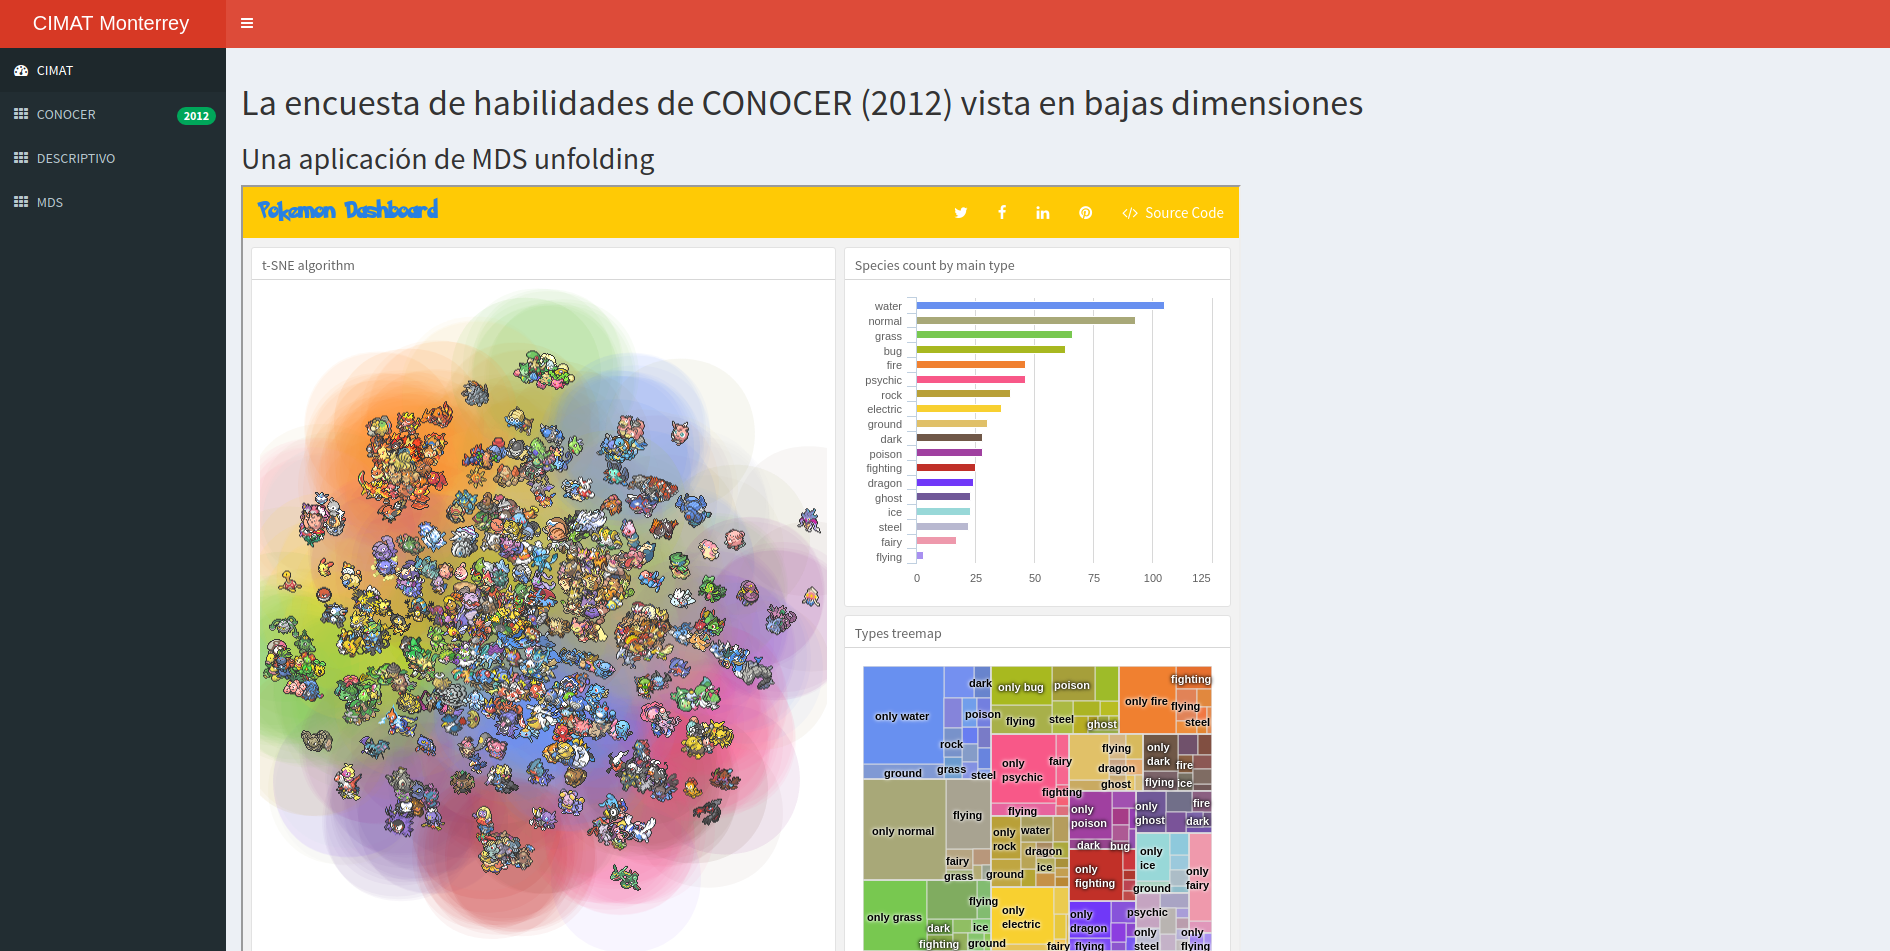 CIMAT Monterrey
CIMAT
CONOCER 2012
DESCRIPTIVO
MDS
La encuesta de habilidades de CONOCER (2012) vista en bajas dimensiones
Una aplicación de MDS unfolding
Pokemon Dashboard
Source Code
t-SNE algorithm
Species count by main type
water
normal
grass
bug
fire
psychic
rock
electric
ground
dark
poison
fighting
dragon
ghost
ice
steel
fairy
flying
0 25 50 75 100 125
Types treemap
only water
dark
poison
rock
ground
grass
steel
only bug
poison
flying
steel
ghost
only fire
fighting
flying
steel
only
psychic
fairy
fighting
flying
flying
dragon
ghost
only
dark
fire
flying
ice
only normal
flying
fairy
grass
only
rock
water
dragon
ice
ground
only
poison
dark
bug
only
ghost
fire
dark
only
fighting
only
ice
ground
only
fairy
only grass
flying
dark
ice
fighting
ground
only
electric
fairy
only
dragon
flying
psychic
only
steel
only
flying